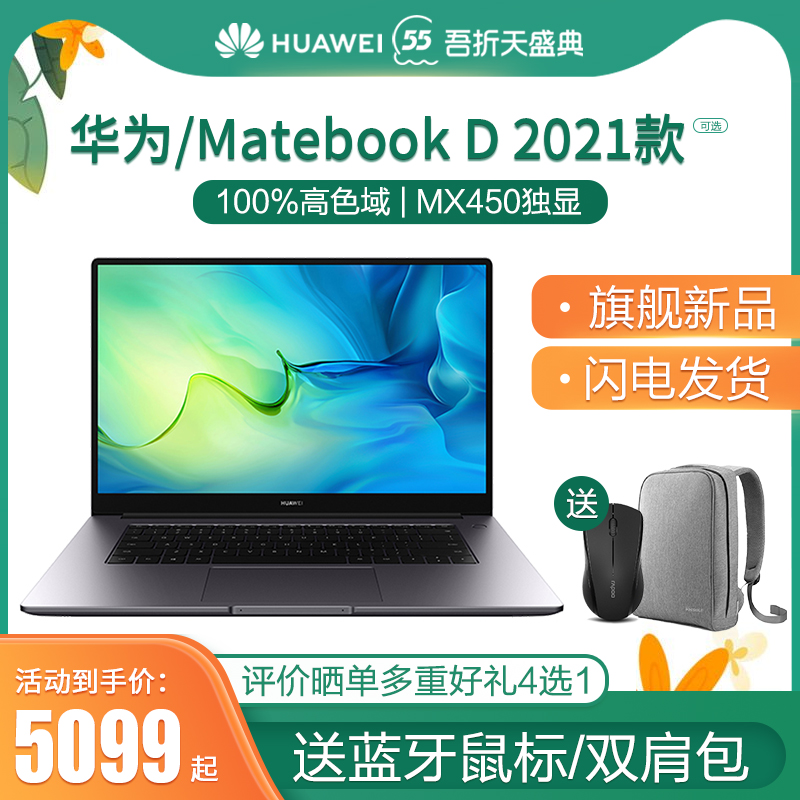 HUAWEI 55 吾折天盛典
华为/Matebook D 2021款 可选
100%高色域 | MX450独显
· 旗舰新品
· 闪电发货
HUAWEI
送
rapoo
HUAWEI
评价晒单多重好礼4选1
活动到手价:
5099起
送蓝牙鼠标/双肩包